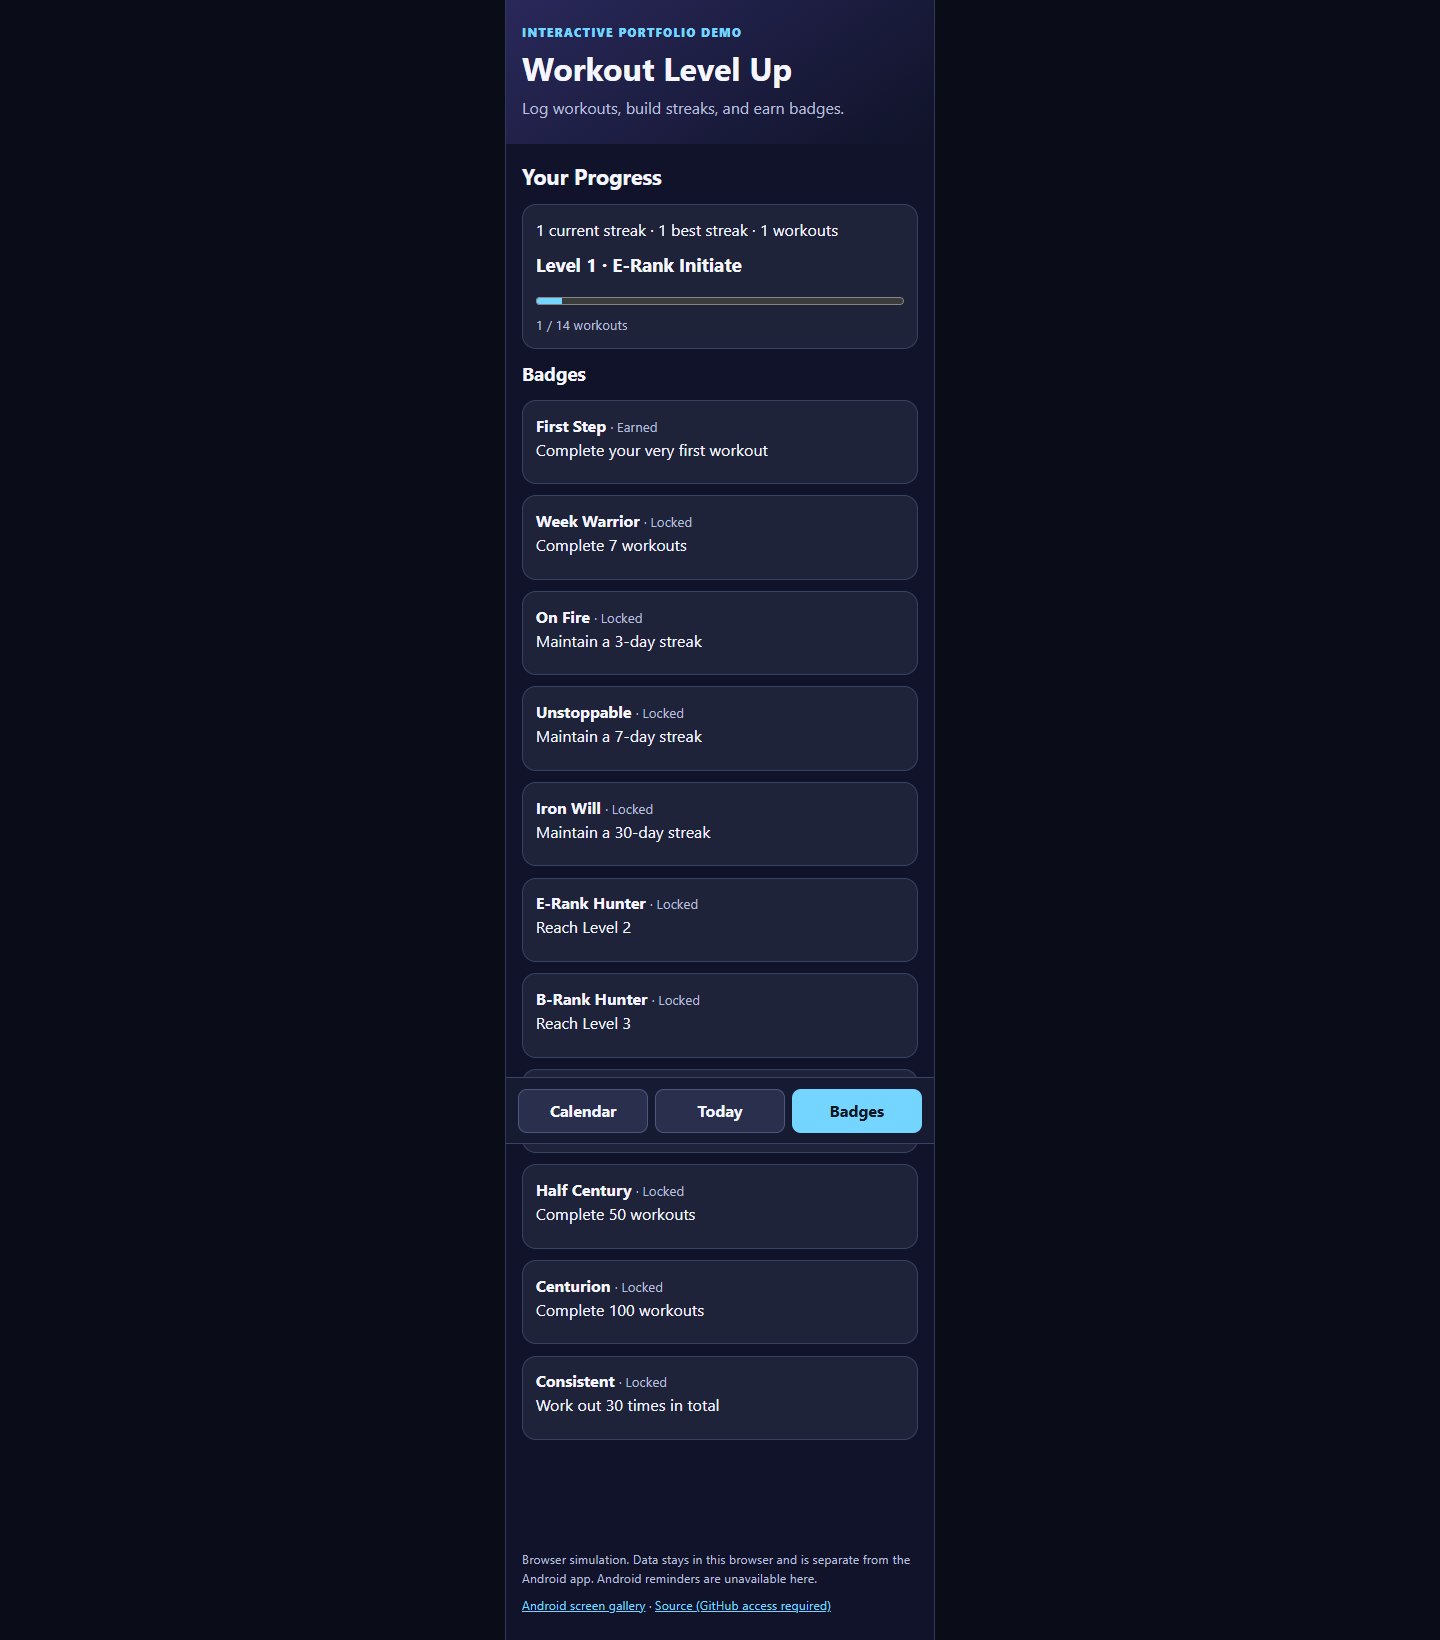 INTERACTIVE PORTFOLIO DEMO
Workout Level Up
Log workouts, build streaks, and earn badges.
Your Progress
1 current streak · 1 best streak · 1 workouts
Level 1 · E-Rank Initiate
1 / 14 workouts
Badges
First Step · Earned
Complete your very first workout
Week Warrior · Locked
Complete 7 workouts
On Fire · Locked
Maintain a 3-day streak
Unstoppable · Locked
Maintain a 7-day streak
Iron Will · Locked
Maintain a 30-day streak
E-Rank Hunter · Locked
Reach Level 2
B-Rank Hunter · Locked
Reach Level 3
Calendar Today Badges
Half Century · Locked
Complete 50 workouts
Centurion · Locked
Complete 100 workouts
Consistent · Locked
Work out 30 times in total
Browser simulation. Data stays in this browser and is separate from the
Android app. Android reminders are unavailable here.
Android screen gallery · Source (GitHub access required)